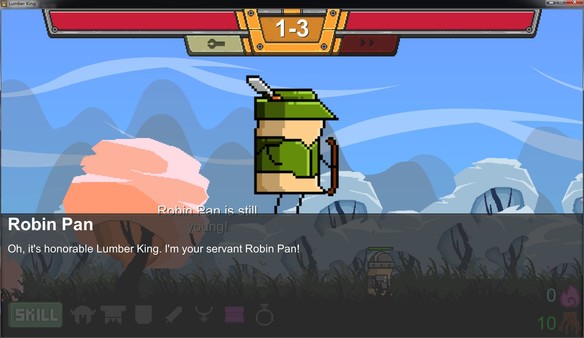 Lumber King
1-3
Robin Pan is still
young!
Robin Pan
Oh, it's honorable Lumber King. I'm your servant Robin Pan!
SKILL
0
10